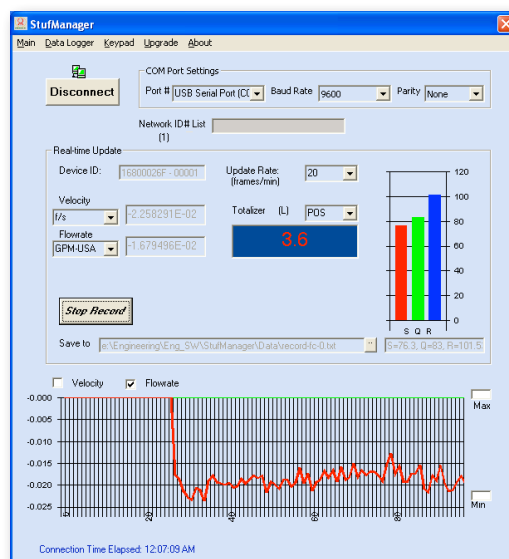 StufManager
Main Data Logger Keypad Upgrade About
COM Port Settings
Disconnect
Port # USB Serial Port (CO Baud Rate 9600 Parity None
Network ID# List
(1)
Real-time Update
Device ID: 16800026F - 00001 Update Rate: 20
(frames/min)
Velocity
f/s -2.258291E-02
Totalizer (L) POS
Flowrate
GPM-USA -1.679496E-02
3.6
120
100
80
60
40
20
0
S Q R
Stop Record
Save to e:\Engineering\Eng_SW\StufManager\Data\record-tc-0.txt .. S=76.3, Q=83, R=101.5
Velocity Flowrate
Max
Min
-0.000
-0.005
-0.010
-0.015
-0.020
-0.025
20
40
60
80
Connection Time Elapsed: 12:07:09 AM